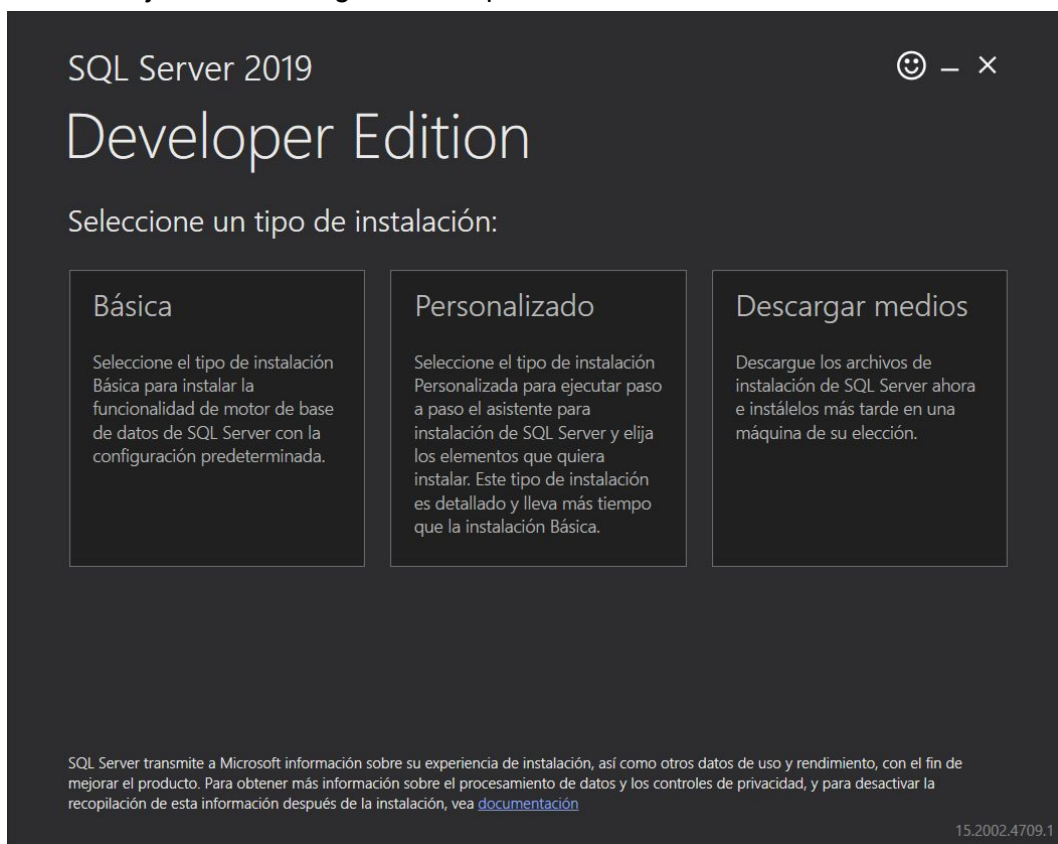 SQL Server 2019
Developer Edition
Seleccione un tipo de instalación:
Básica
Seleccione el tipo de instalación
Básica para instalar la
funcionalidad de motor de base
de datos de SQL Server con la
configuración predeterminada.
Personalizado
Seleccione el tipo de instalación
Personalizada para ejecutar paso
a paso el asistente para
instalación de SQL Server y elija
los elementos que quiera
instalar. Este tipo de instalación
es detallado y lleva más tiempo
que la instalación Básica.
Descargar medios
Descargue los archivos de
instalación de SQL Server ahora
e instálelos más tarde en una
máquina de su elección.
SQL Server transmite a Microsoft información sobre su experiencia de instalación, así como otros datos de uso y rendimiento, con el fin de
mejorar el producto. Para obtener más información sobre el procesamiento de datos y los controles de privacidad, y para desactivar la
recopilación de esta información después de la instalación, vea documentación
15.2002.4709.1